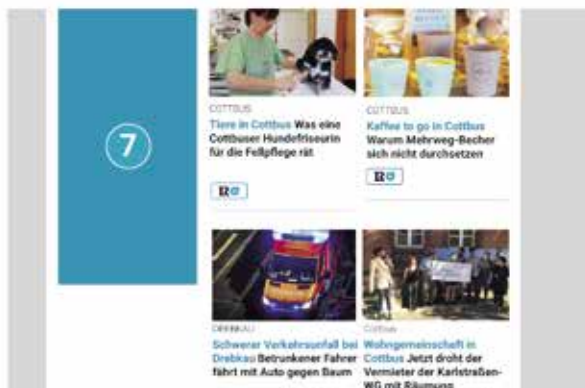 7
COTTBUS
Tiere in Cottbus Was eine
Cottbuser Hundefriseurin
für die Fellpflege rät
COTTBUS
Kaffee to go in Cottbus
Warum Mehrweg-Becher
sich nicht durchsetzen
DREBKAU
Schwerer Verkehrsunfall bei
Drebkau Betrunkener Fahrer
fährt mit Auto gegen Baum
Cottbus
Wohngemeinschaft in
Cottbus Jetzt droht der
Vermieter der Karlstraßen-
WG mit Räumung